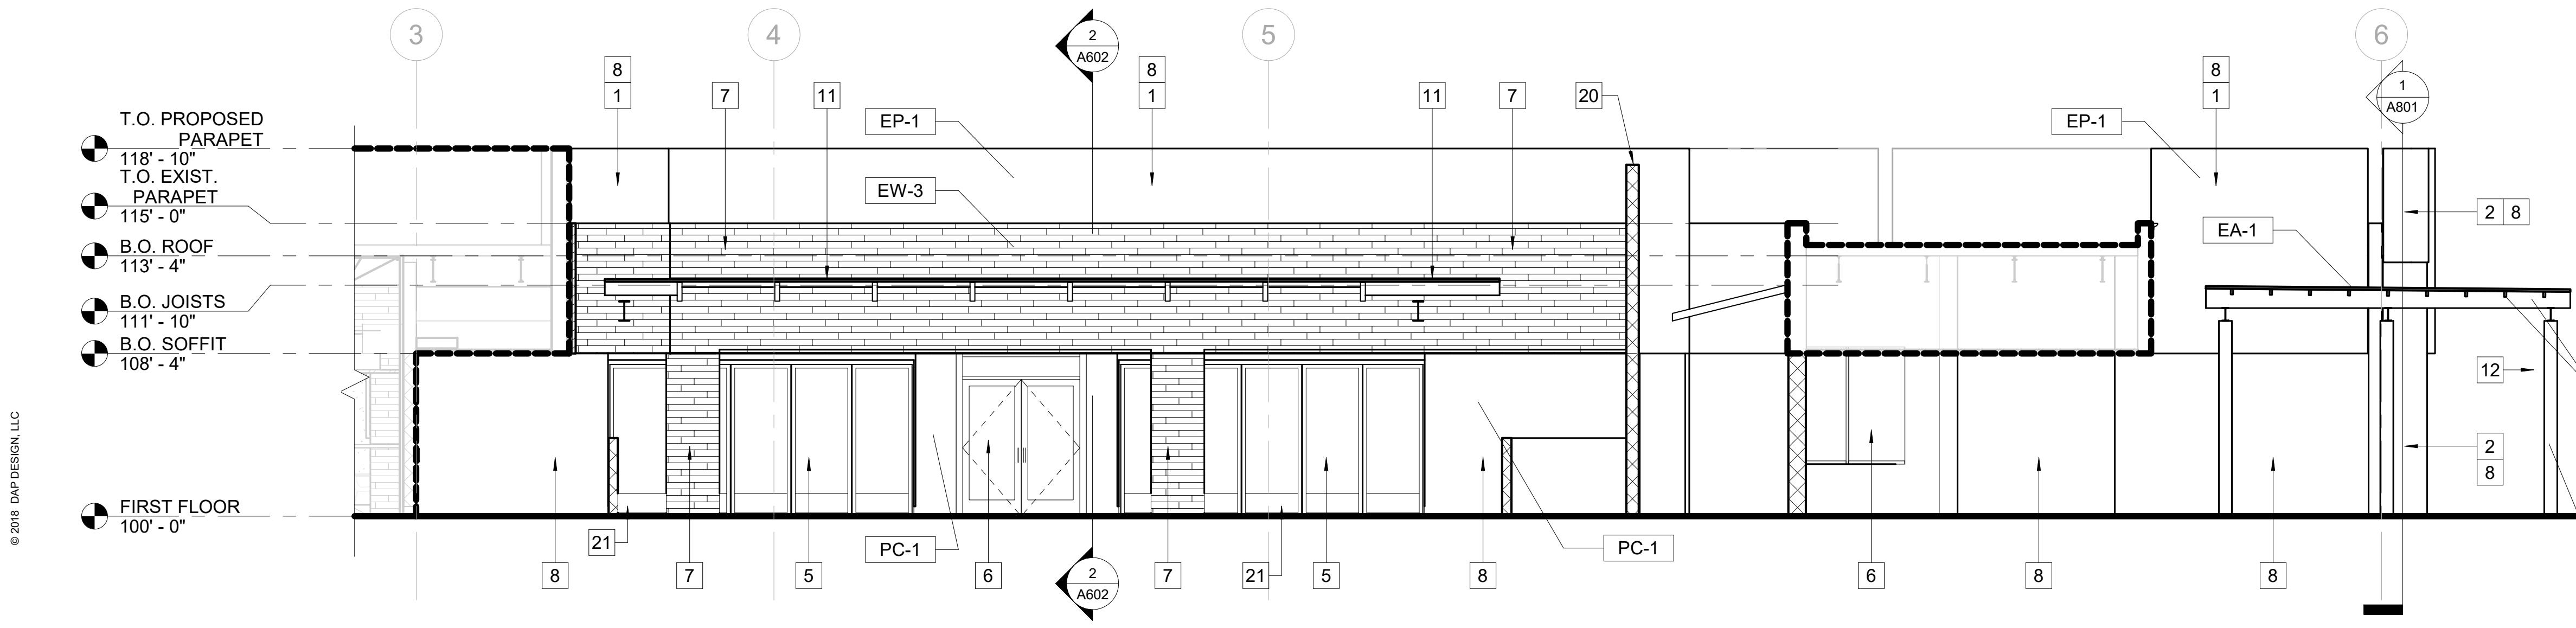 3
4
2
A602
5
6
8
1
7
11
8
1
11
7
20
8
1
1
A801
EP-1
EP-1
T.O. PROPOSED
PARAPET
118' - 10"
T.O. EXIST.
PARAPET
115' - 0"
EW-3
2 8
EA-1
B.O. ROOF
113' - 4"
B.O. JOISTS
111' - 10"
B.O. SOFFIT
108' - 4"
12
2
8
FIRST FLOOR
100' - 0"
21
PC-1
PC-1
8
7
5
6
2
A602
7
21
5
8
6
8
8
© 2018 DAP DESIGN, LLC